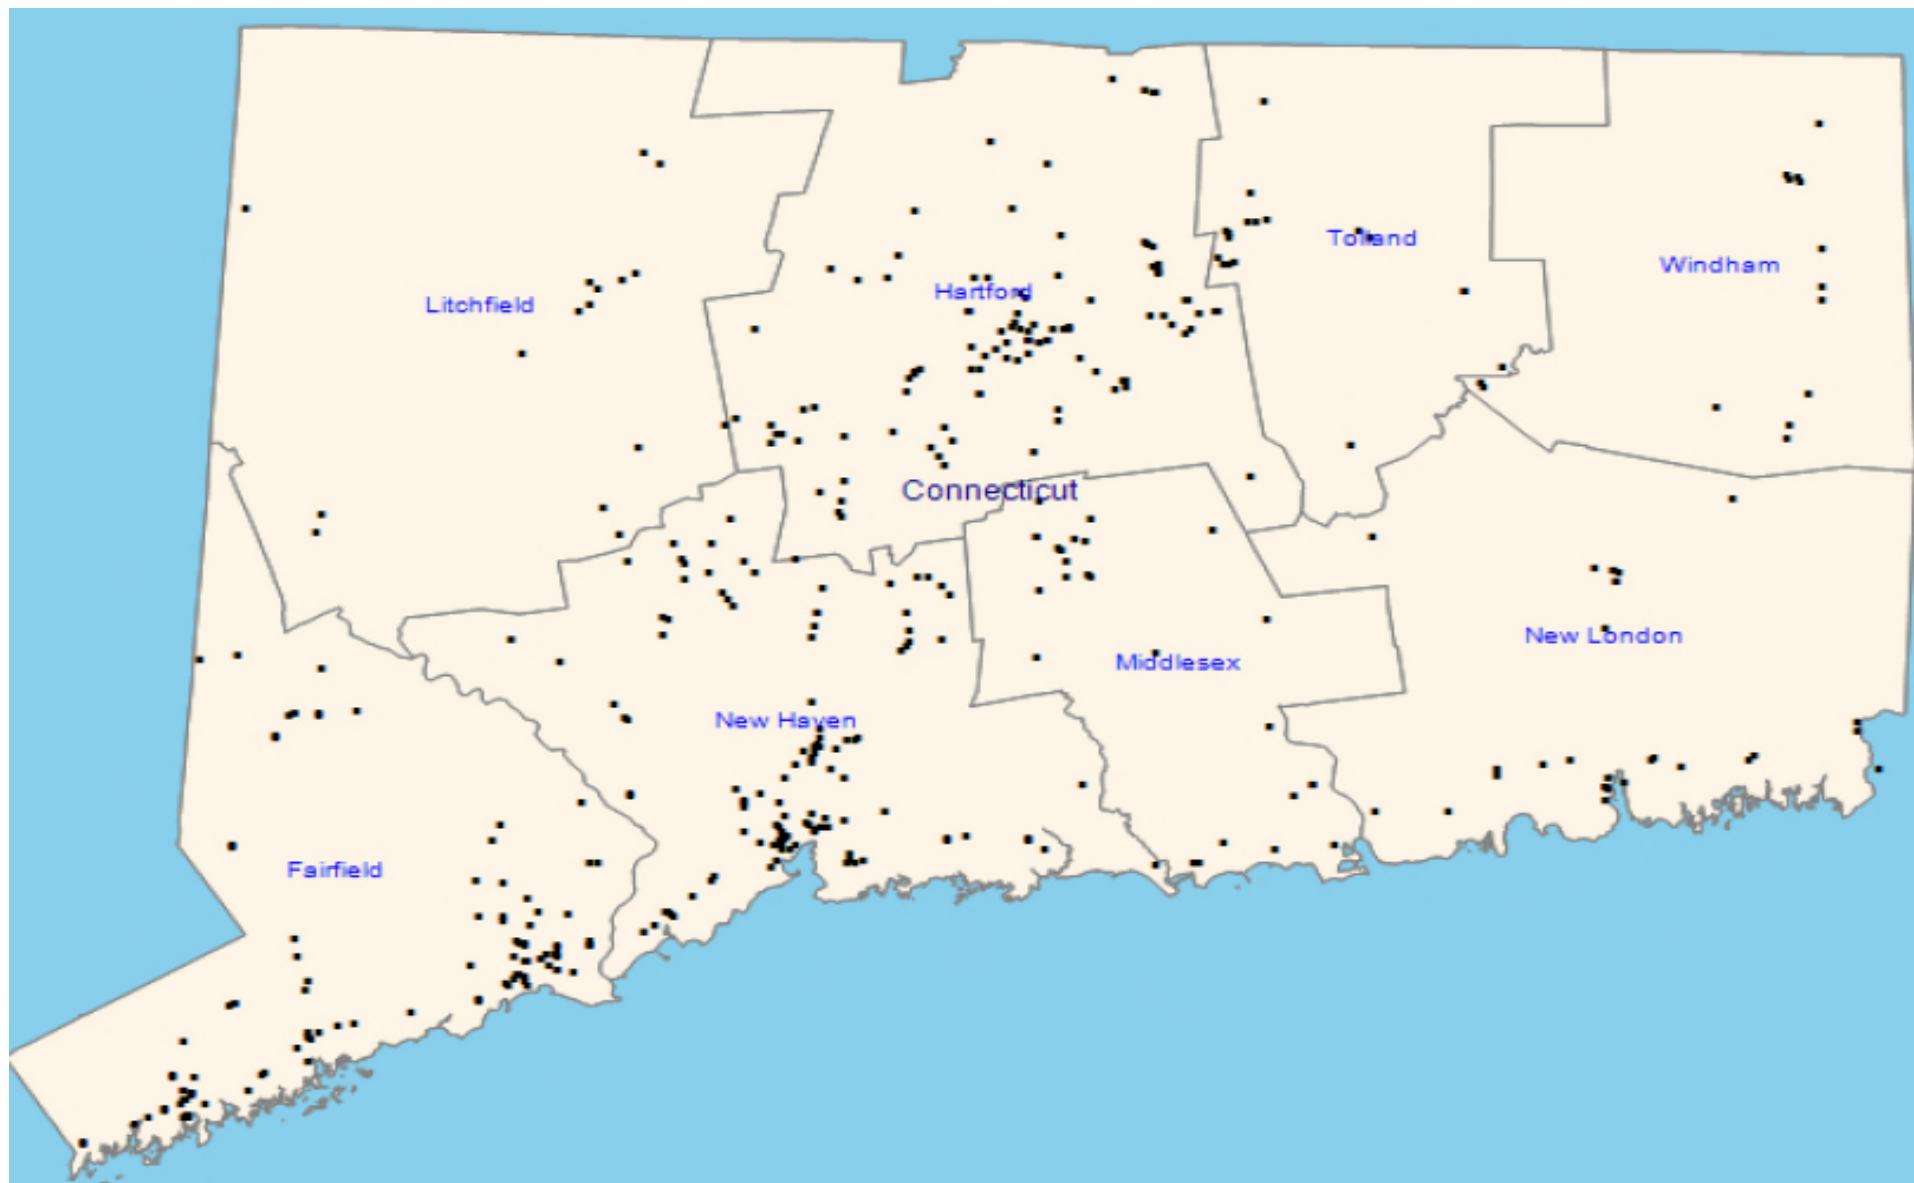 Tolland
Windham
Hartford
Litchfield
Connecticut
New London
Middlesex
New Haven
Fairfield